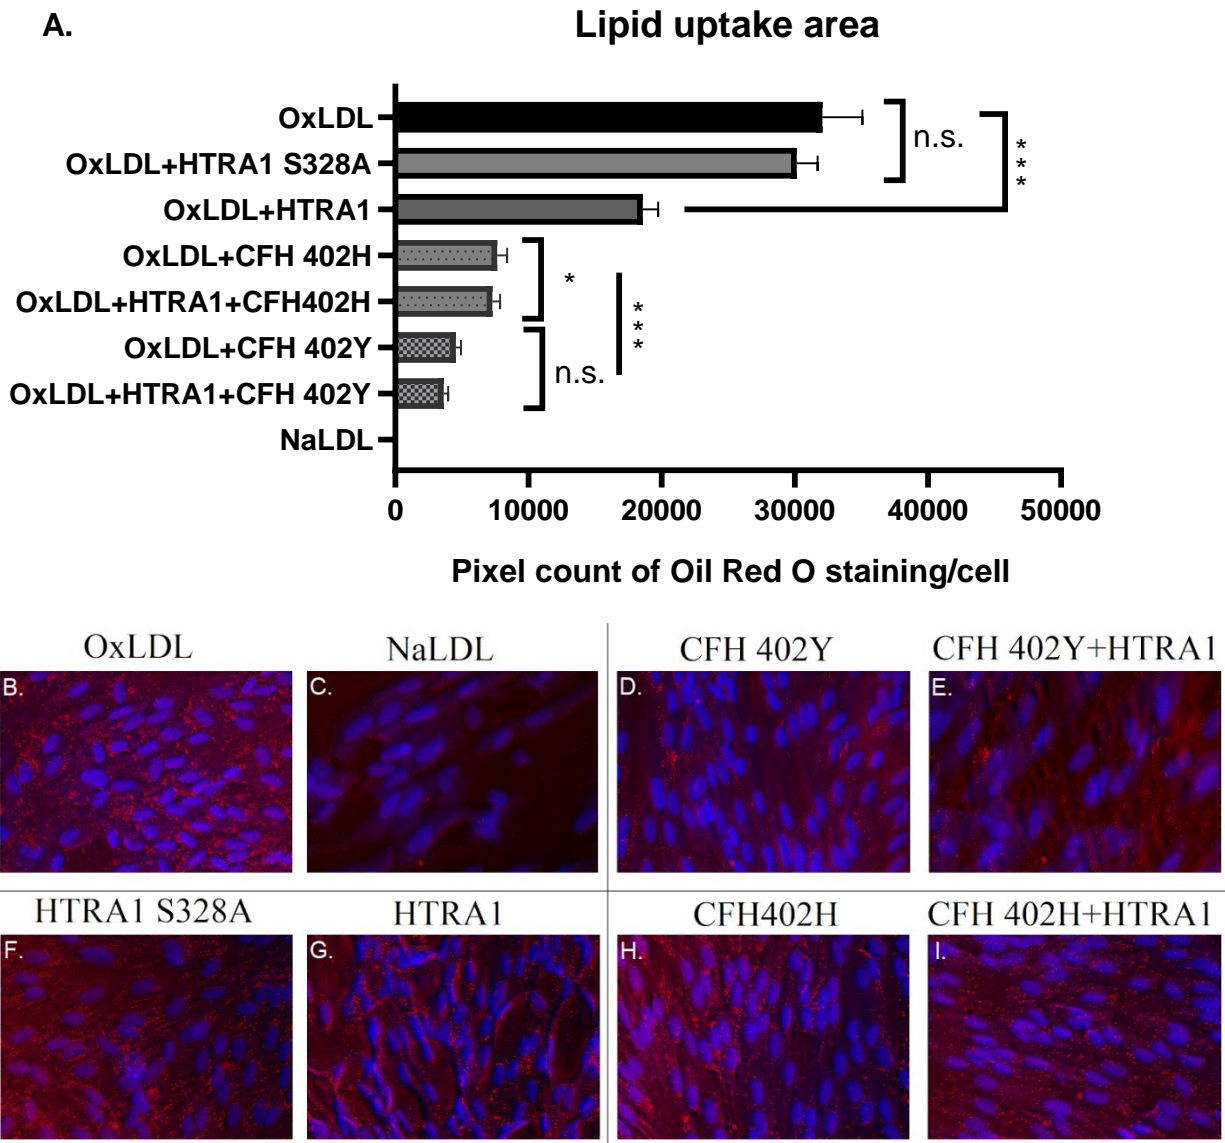 A.
Lipid uptake area
OxLDL
OxLDL+HTRA1 S328A
OxLDL+HTRA1
OxLDL+CFH 402H
OxLDL+HTRA1+CFH402H
OxLDL+CFH 402Y
OxLDL+HTRA1+CFH 402Y
NaLDL
n.s.
***
*
***
n.s.
0 10000 20000 30000 40000 50000
Pixel count of Oil Red O staining/cell
OxLDL NaLDL CFH 402Y CFH 402Y+HTRA1
B. C. D. E.
HTRA1 S328A HTRA1 CFH402H CFH 402H+HTRA1
F. G. H. I.